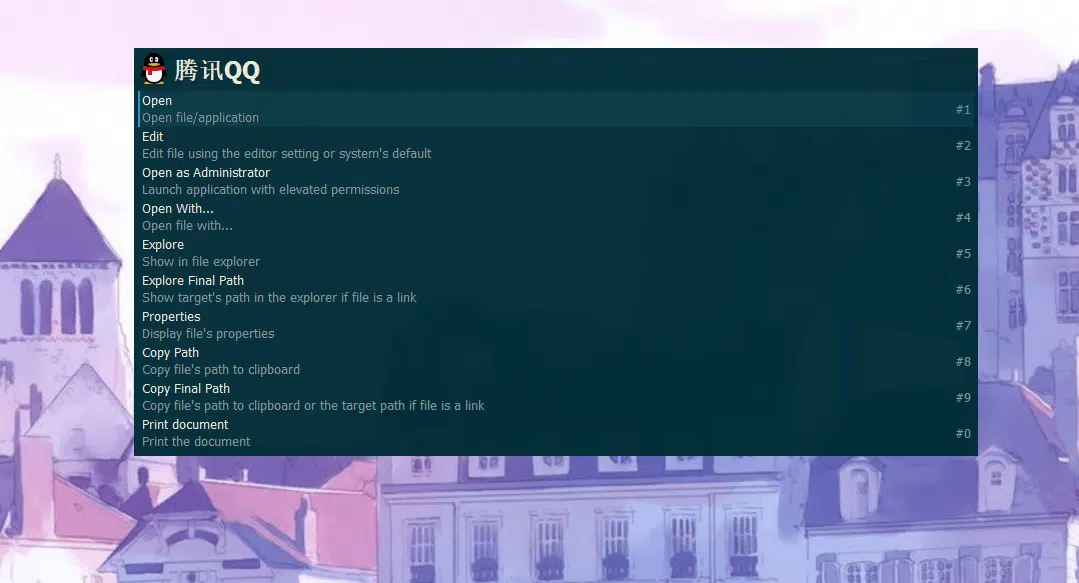 腾讯QQ
Open
Open file/application
#1
Edit
Edit file using the editor setting or system's default
#2
Open as Administrator
Launch application with elevated permissions
#3
Open With...
Open file with...
#4
Explore
Show in file explorer
#5
Explore Final Path
Show target's path in the explorer if file is a link
#6
Properties
Display file's properties
#7
Copy Path
Copy file's path to clipboard
#8
Copy Final Path
Copy file's path to clipboard or the target path if file is a link
#9
Print document
Print the document
#0